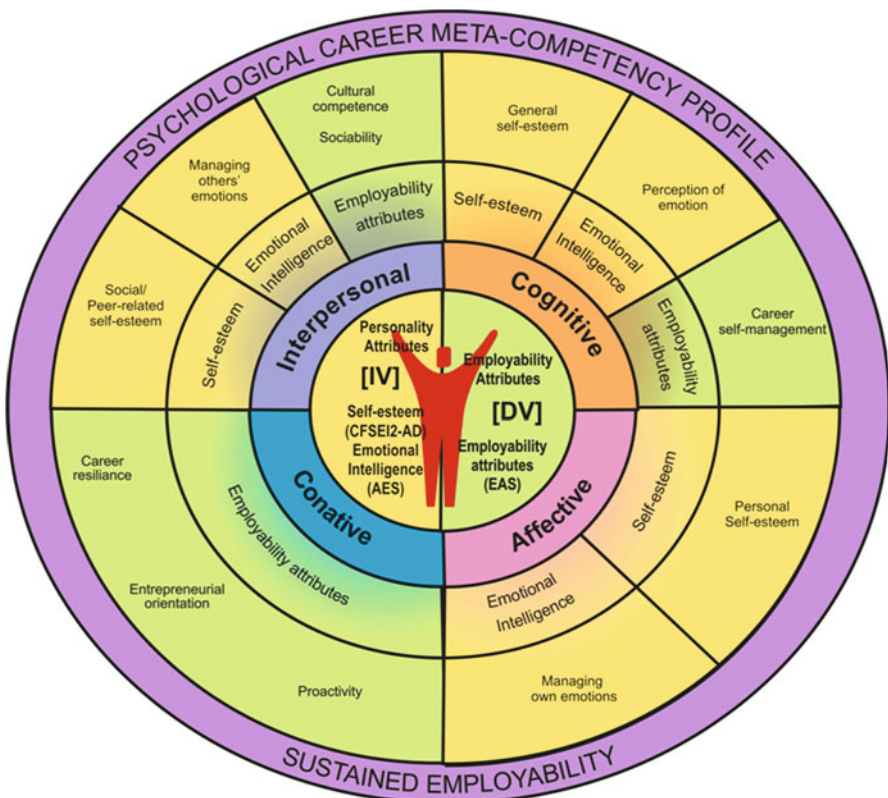 PSYCHOLOGICAL CAREER META-COMPETENCY PROFILE
Cultural
competence
Sociability
General
self-esteem
Managing
others'
emotions
Perception of
emotion
Employability
attributes
Self-esteem
Emotional
Intelligence
Emotional
Intelligence
Social/
Peer-related
self-esteem
Self-esteem
Interpersonal
Cognitive
Employability
attributes
Career
self-management
Personality
Attributes
[IV]
Self-esteem
(CFSEI2-AD)
Emotional
Intelligence
(AES)
Employability
Attributes
[DV]
Employability
attributes
(EAS)
Career
resiliance
Employability attributes
Conative
Affective
Self-esteem
Personal
Self-esteem
Entrepreneurial
orientation
Emotional
Intelligence
Proactivity
Managing
own emotions
SUSTAINED EMPLOYABILITY